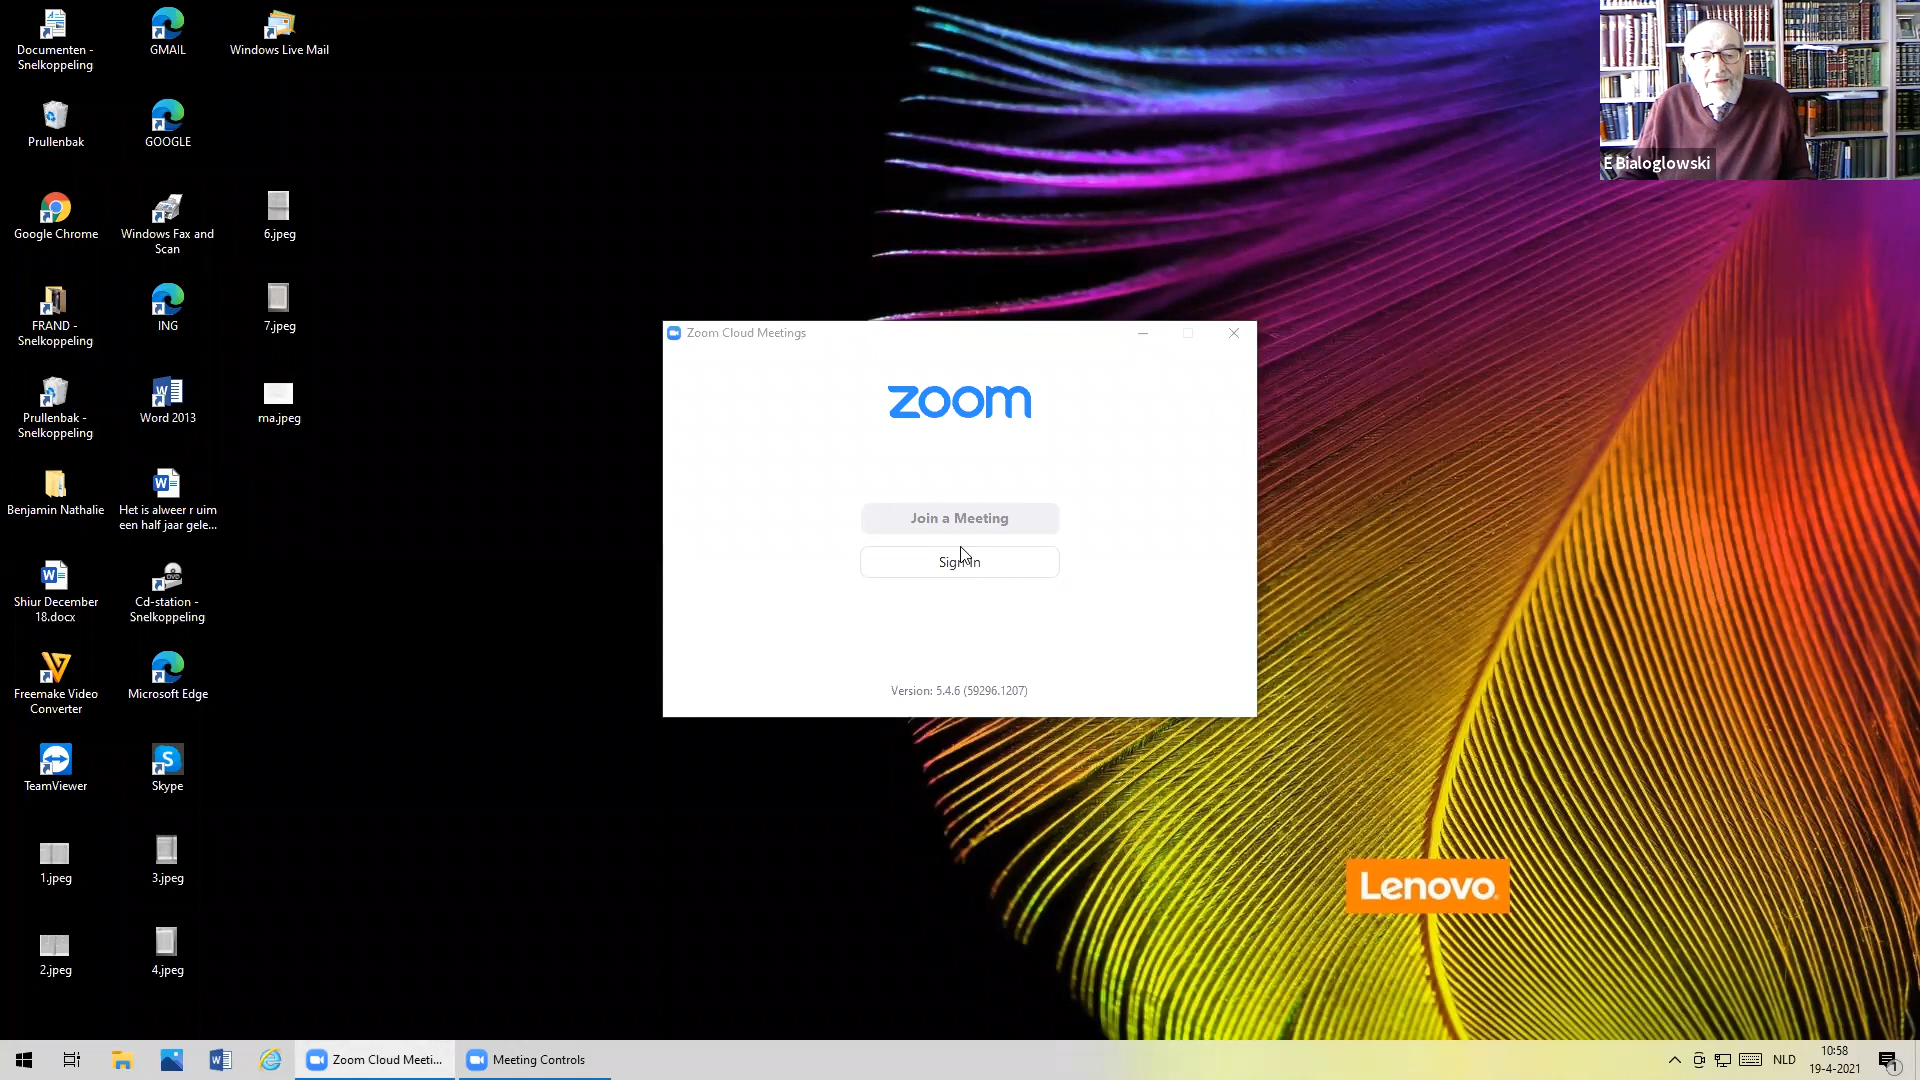 Documenten -
Snelkoppeling
GMAIL
Windows Live Mail
Prullenbak
GOOGLE
Google Chrome
Windows Fax and
Scan
6.jpeg
FRAND -
Snelkoppeling
ING
7.jpeg
Prullenbak -
Snelkoppeling
Word 2013
ma.jpeg
Benjamin Nathalie
Het is alweer r uim
een half jaar gele...
Shiur December
18.docx
Cd-station -
Snelkoppeling
Freemake Video
Converter
Microsoft Edge
TeamViewer
Skype
1.jpeg
3.jpeg
2.jpeg
4.jpeg
E Bialoglowski
Zoom Cloud Meetings
zoom
Join a Meeting
Sign In
Version: 5.4.6 (59296.1207)
Lenovo
Zoom Cloud Meeti...
Meeting Controls
NLD
10:58
19-4-2021
1